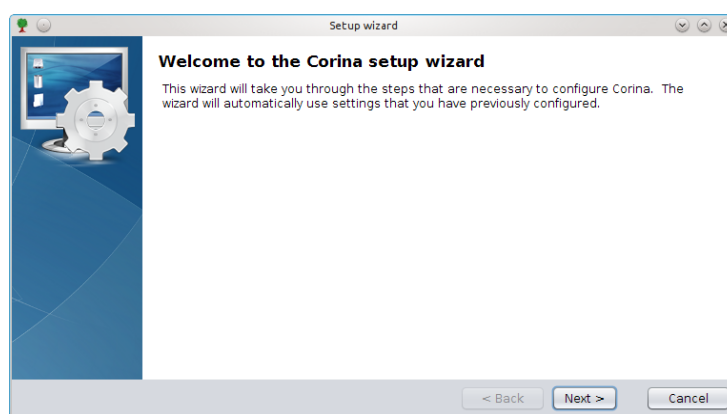 Setup wizard
Welcome to the Corina setup wizard
This wizard will take you through the steps that are necessary to configure Corina.  The
wizard will automatically use settings that you have previously configured.
< Back  Next >  Cancel